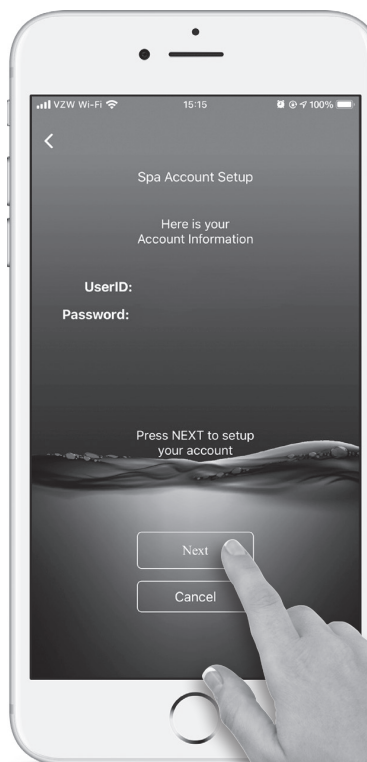 VZW Wi-Fi 15:15 100%
Spa Account Setup
Here is your
Account Information
UserID:
Password:
Press NEXT to setup
your account
Next
Cancel